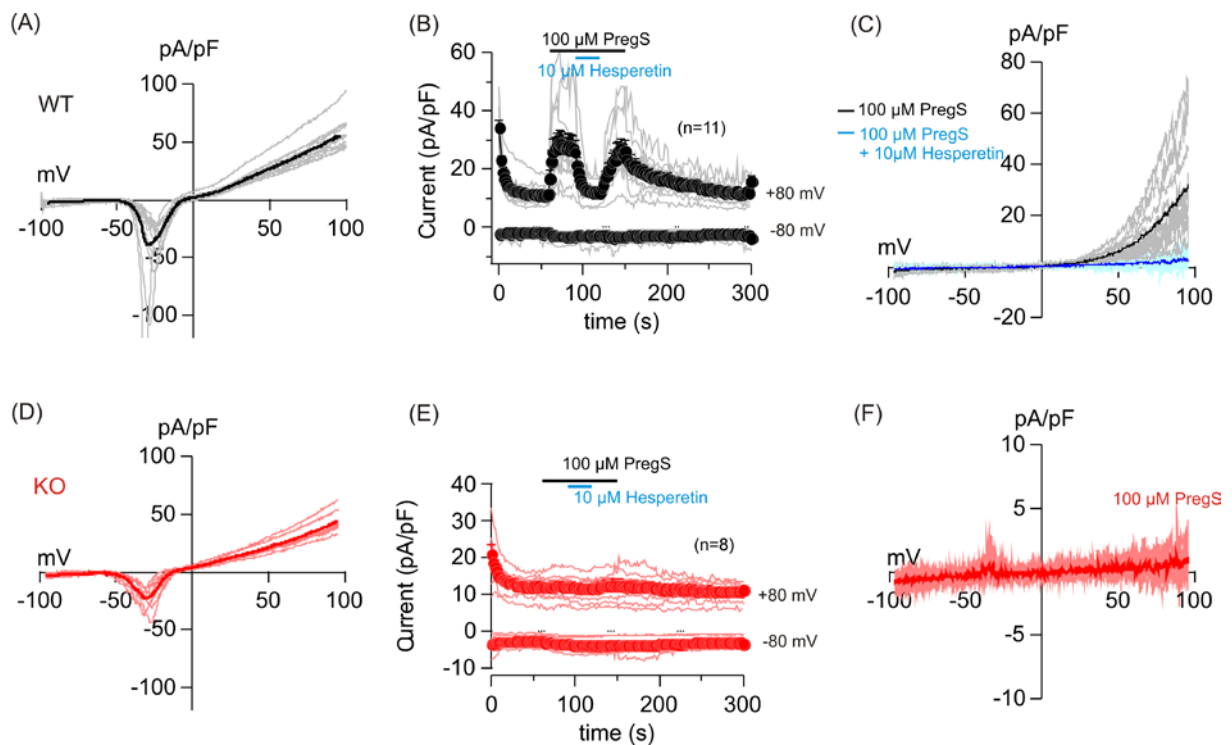 (A)
pA/pF
100
WT
50
mV
-100
-50
50
100
-50
-100
(B)
100 µM PregS
10 µM Hesperetin
60
40
20
0
-10
Current (pA/pF)
(n=11)
+80 mV
-80 mV
0
100
200
300
time (s)
(C)
pA/pF
80
60
40
20
-20
100 µM PregS
100 µM PregS
+ 10µM Hesperetin
mV
-100
-50
50
100
(D)
pA/pF
100
KO
50
mV
-100
-50
50
100
-50
-100
(E)
100 µM PregS
10 µM Hesperetin
40
30
20
10
0
-10
Current (pA/pF)
(n=8)
+80 mV
-80 mV
0
100
200
300
time (s)
(F)
pA/pF
10
5
100 µM PregS
mV
-100
-50
50
100
-5
-10